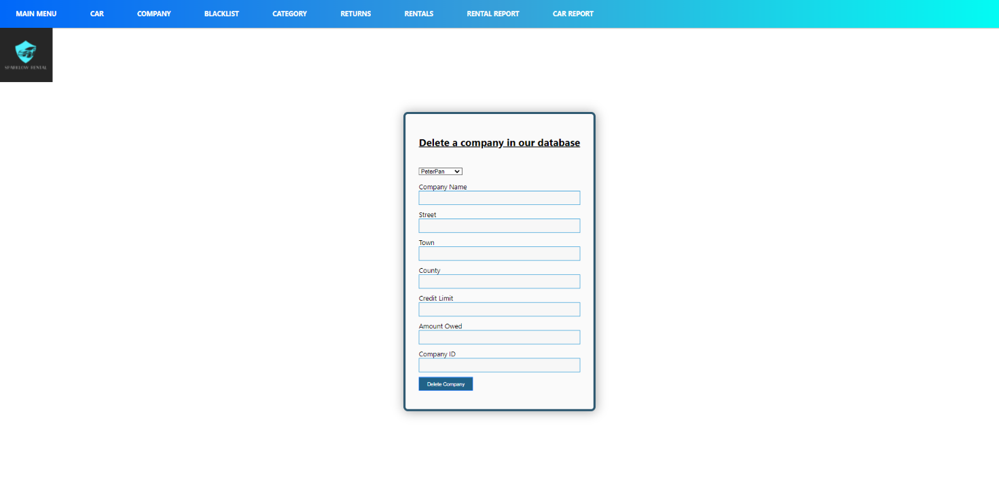 MAIN MENU CAR COMPANY BLACKLIST CATEGORY RETURNS RENTALS RENTAL REPORT CAR REPORT
SPARKLOW RENTAL
Delete a company in our database
PeterPan
Company Name
Street
Town
County
Credit Limit
Amount Owed
Company ID
Delete Company